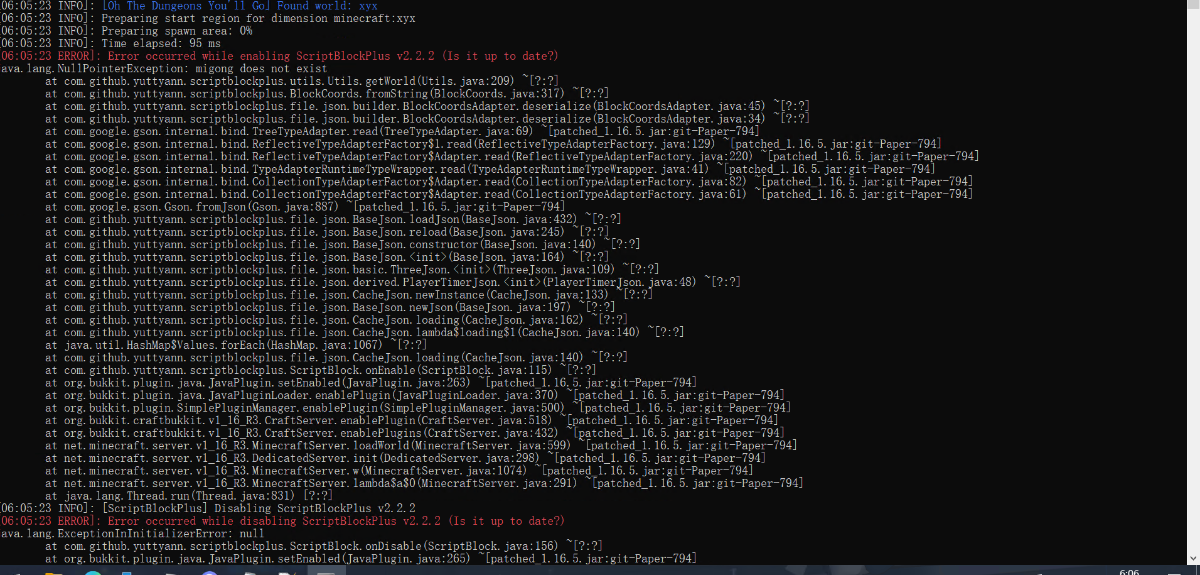 06:05:23 INFO]: [Oh The Dungeons You'll Go] Found world: xyx
[06:05:23 INFO]: Preparing start region for dimension minecraft:xyx
[06:05:23 INFO]: Preparing spawn area: 0%
[06:05:23 INFO]: Time elapsed: 95 ms
[06:05:23 ERROR]: Error occurred while enabling ScriptBlockPlus v2.2.2 (Is it up to date?)
ava.lang.NullPointerException: migong does not exist
at com.github.yuttyann.scriptblockplus.utils.Utils.getWorld(Utils.java:209) ~[?:?]
at com.github.yuttyann.scriptblockplus.BlockCoords.fromString(BlockCoords.java:317) ~[?:?]
at com.github.yuttyann.scriptblockplus.file.json.builder.BlockCoordsAdapter.deserialize(BlockCoordsAdapter.java:45) ~[?:?]
at com.github.yuttyann.scriptblockplus.file.json.builder.BlockCoordsAdapter.deserialize(BlockCoordsAdapter.java:34) ~[?:?]
at com.google.gson.internal.bind.TreeTypeAdapter.read(TreeTypeAdapter.java:69) ~[patched_1.16.5.jar:git-Paper-794]
at com.google.gson.internal.bind.ReflectiveTypeAdapterFactory$1.read(ReflectiveTypeAdapterFactory.java:129) ~[patched_1.16.5.jar:git-Paper-794]
at com.google.gson.internal.bind.ReflectiveTypeAdapterFactory$Adapter.read(ReflectiveTypeAdapterFactory.java:220) ~[patched_1.16.5.jar:git-Paper-794]
at com.google.gson.internal.bind.TypeAdapterRuntimeTypeWrapper.read(TypeAdapterRuntimeTypeWrapper.java:41) ~[patched_1.16.5.jar:git-Paper-794]
at com.google.gson.internal.bind.CollectionTypeAdapterFactory$Adapter.read(CollectionTypeAdapterFactory.java:82) ~[patched_1.16.5.jar:git-Paper-794]
at com.google.gson.internal.bind.CollectionTypeAdapterFactory$Adapter.read(CollectionTypeAdapterFactory.java:61) ~[patched_1.16.5.jar:git-Paper-794]
at com.google.gson.Gson.fromJson(Gson.java:887) ~[patched_1.16.5.jar:git-Paper-794]
at com.github.yuttyann.scriptblockplus.file.json.BaseJson.loadJson(BaseJson.java:432) ~[?:?]
at com.github.yuttyann.scriptblockplus.file.json.BaseJson.reload(BaseJson.java:245) ~[?:?]
at com.github.yuttyann.scriptblockplus.file.json.BaseJson.constructor(BaseJson.java:140) ~[?:?]
at com.github.yuttyann.scriptblockplus.file.json.BaseJson.<init>(BaseJson.java:164) ~[?:?]
at com.github.yuttyann.scriptblockplus.file.json.basic.ThreeJson.<init>(ThreeJson.java:109) ~[?:?]
at com.github.yuttyann.scriptblockplus.file.json.derived.PlayerTimerJson.<init>(PlayerTimerJson.java:48) ~[?:?]
at com.github.yuttyann.scriptblockplus.file.json.CacheJson.newInstance(CacheJson.java:133) ~[?:?]
at com.github.yuttyann.scriptblockplus.file.json.BaseJson.newJson(BaseJson.java:197) ~[?:?]
at com.github.yuttyann.scriptblockplus.file.json.CacheJson.loading(CacheJson.java:162) ~[?:?]
at com.github.yuttyann.scriptblockplus.file.json.CacheJson.lambda$loading$1(CacheJson.java:140) ~[?:?]
at java.util.HashMap$Values.forEach(HashMap.java:1067) ~[?:?]
at com.github.yuttyann.scriptblockplus.file.json.CacheJson.loading(CacheJson.java:140) ~[?:?]
at com.github.yuttyann.scriptblockplus.ScriptBlock.onEnable(ScriptBlock.java:115) ~[?:?]
at org.bukkit.plugin.java.JavaPlugin.setEnabled(JavaPlugin.java:263) ~[patched_1.16.5.jar:git-Paper-794]
at org.bukkit.plugin.java.JavaPluginLoader.enablePlugin(JavaPluginLoader.java:370) ~[patched_1.16.5.jar:git-Paper-794]
at org.bukkit.plugin.SimplePluginManager.enablePlugin(SimplePluginManager.java:500) ~[patched_1.16.5.jar:git-Paper-794]
at org.bukkit.craftbukkit.v1_16_R3.CraftServer.enablePlugin(CraftServer.java:518) ~[patched_1.16.5.jar:git-Paper-794]
at org.bukkit.craftbukkit.v1_16_R3.CraftServer.enablePlugins(CraftServer.java:432) ~[patched_1.16.5.jar:git-Paper-794]
at net.minecraft.server.v1_16_R3.MinecraftServer.loadWorld(MinecraftServer.java:599) ~[patched_1.16.5.jar:git-Paper-794]
at net.minecraft.server.v1_16_R3.DedicatedServer.init(DedicatedServer.java:298) ~[patched_1.16.5.jar:git-Paper-794]
at net.minecraft.server.v1_16_R3.MinecraftServer.w(MinecraftServer.java:1074) ~[patched_1.16.5.jar:git-Paper-794]
at net.minecraft.server.v1_16_R3.MinecraftServer.lambda$a$0(MinecraftServer.java:291) ~[patched_1.16.5.jar:git-Paper-794]
at java.lang.Thread.run(Thread.java:831) [?:?]
[06:05:23 INFO]: [ScriptBlockPlus] Disabling ScriptBlockPlus v2.2.2
[06:05:23 ERROR]: Error occurred while disabling ScriptBlockPlus v2.2.2 (Is it up to date?)
ava.lang.ExceptionInInitializerError: null
at com.github.yuttyann.scriptblockplus.ScriptBlock.onDisable(ScriptBlock.java:156) ~[?:?]
at org.bukkit.plugin.java.JavaPlugin.setEnabled(JavaPlugin.java:265) ~[patched_1.16.5.jar:git-Paper-794]
6:06